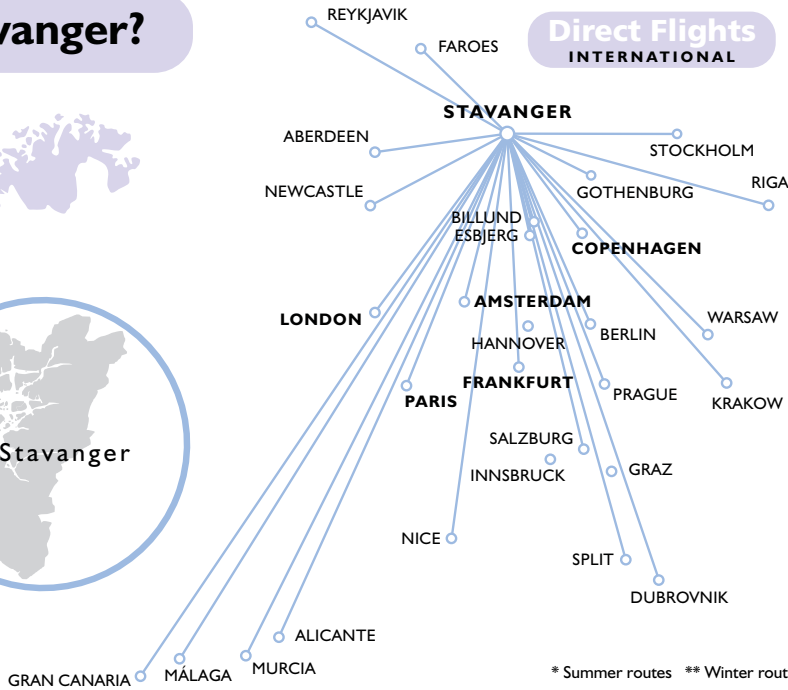 vanger?
REYKJAVIK
FAROES
Direct Flights
INTERNATIONAL
STAVANGER
ABERDEEN
STOCKHOLM
NEWCASTLE
GOTHENBURG
RIGA
BILLUND
ESBJERG
COPENHAGEN
LONDON
AMSTERDAM
WARSAW
BERLIN
HANNOVER
FRANKFURT
PARIS
PRAGUE
KRAKOW
Stavanger
SALZBURG
INNSBRUCK
GRAZ
NICE
SPLIT
DUBROVNIK
ALICANTE
MURCIA
MÁLAGA
GRAN CANARIA
* Summer routes ** Winter rout